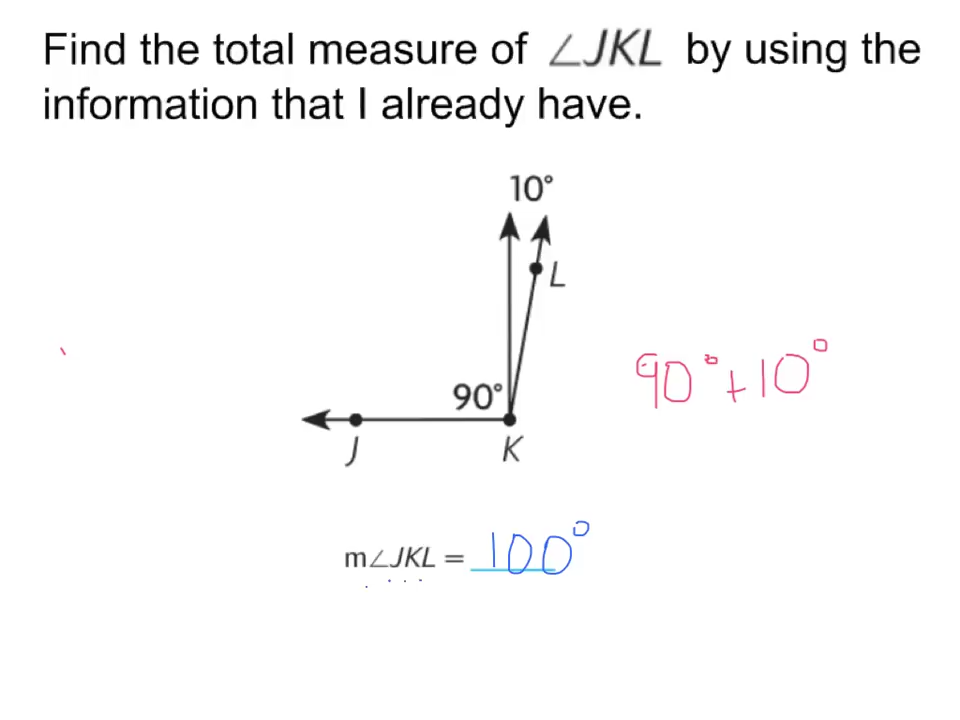 Find the total measure of ∠JKL by using the
information that I already have.
10°
L
90°
J
K
90° + 10°
m∠JKL = 100°